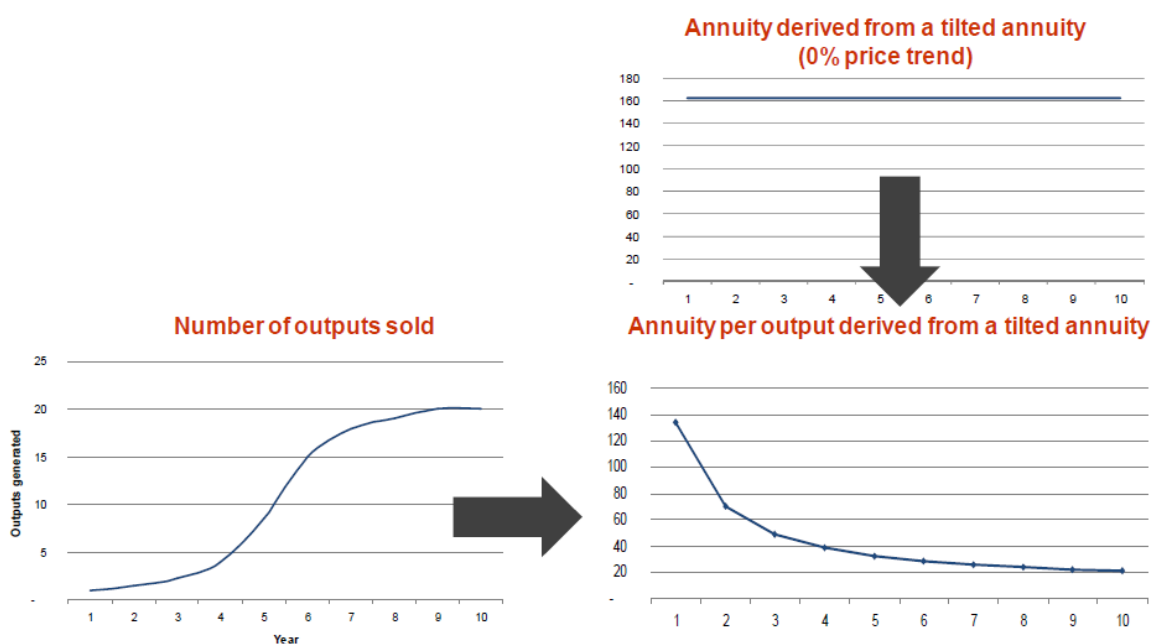 Annuity derived from a tilted annuity
(0% price trend)
180
160
140
120
100
80
60
40
20
-
1 2 3 4 5 6 7 8 9 10
Number of outputs sold
25
20
15
10
5
-
Outputs generated
1 2 3 4 5 6 7 8 9 10
Year
Annuity per output derived from a tilted annuity
160
140
120
100
80
60
40
20
-
1 2 3 4 5 6 7 8 9 10